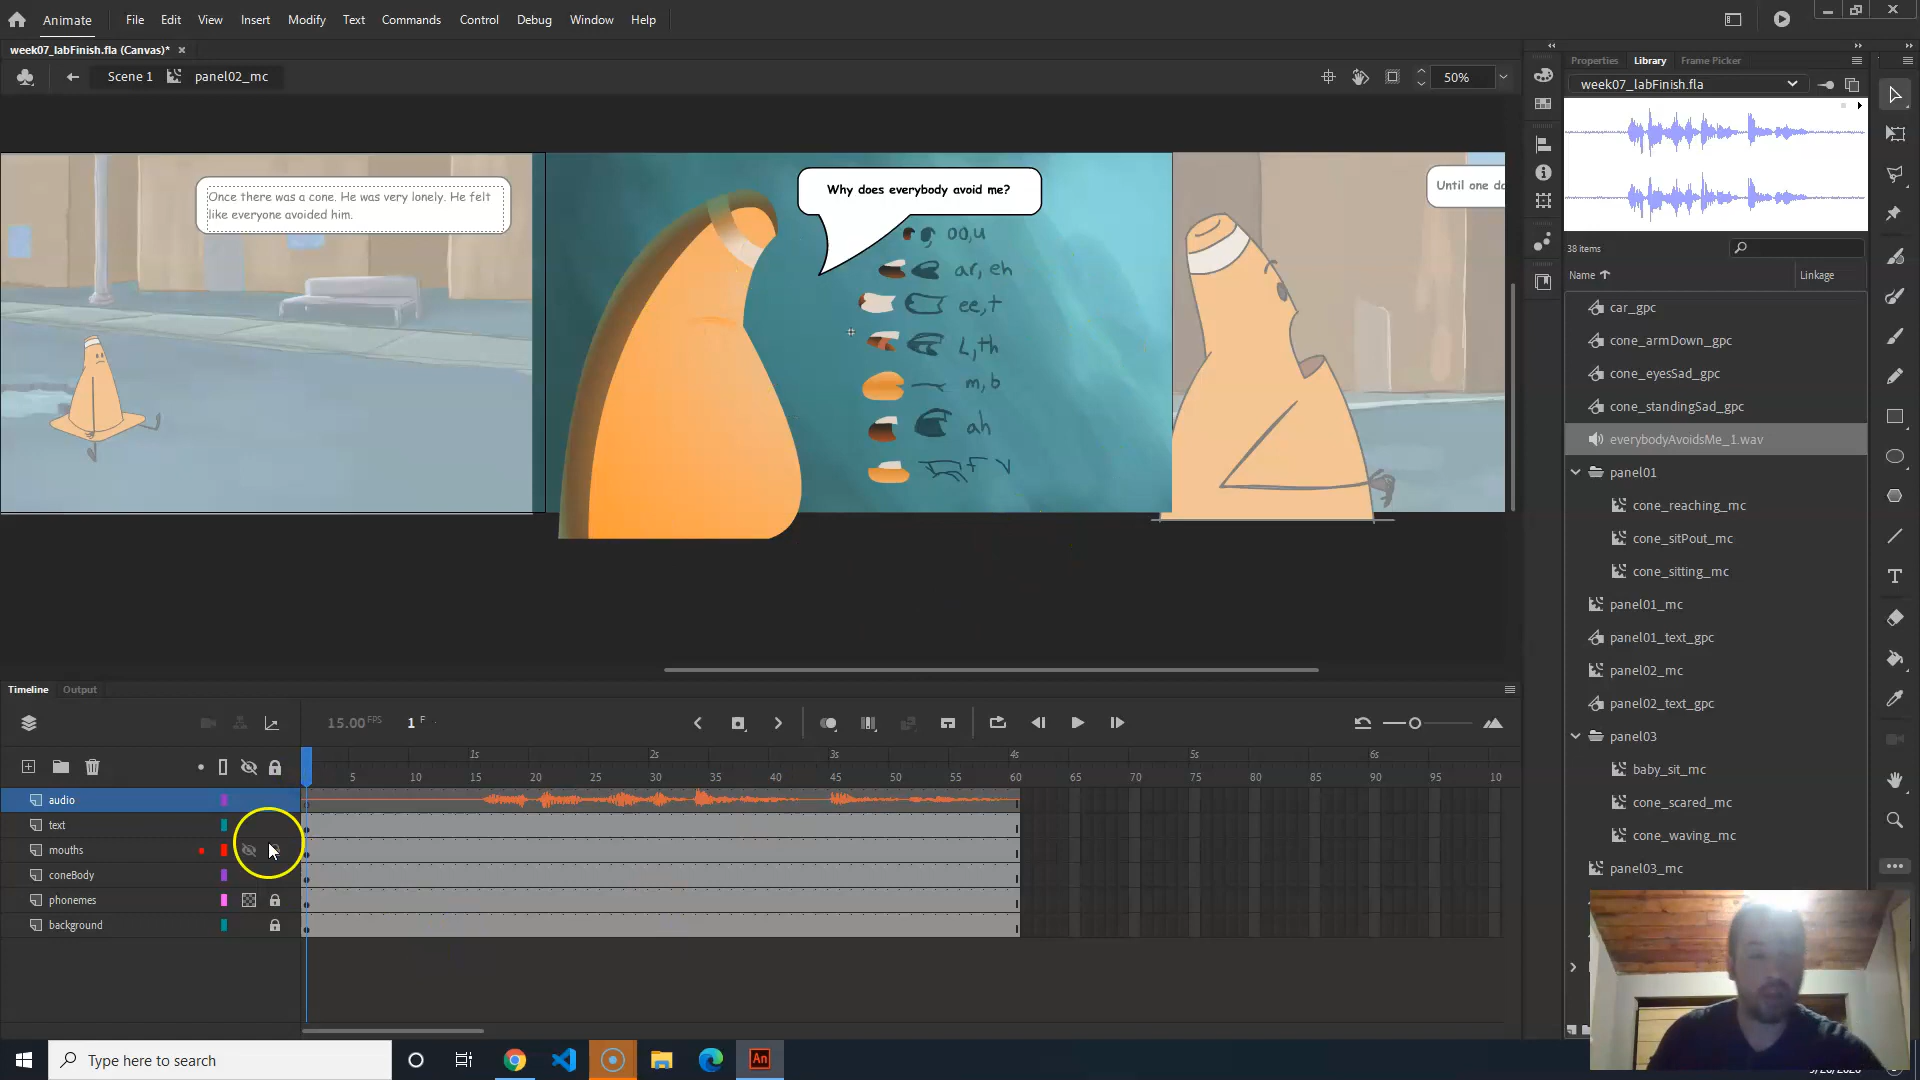 Animate
File
Edit
View
Insert
Modify
Text
Commands
Control
Debug
Window
Help
week07_labFinish.fla (Canvas)*
Scene 1
panel02_mc
50%
Once there was a cone. He was very lonely. He felt
like everyone avoided him.
Why does everybody avoid me?
oo,u
ar, eh
ee,t
L,th
m,b
ah
F V
Properties
Library
Frame Picker
week07_labFinish.fla
38 items
Name
Linkage
car_gpc
cone_armDown_gpc
cone_eyesSad_gpc
cone_standingSad_gpc
everybodyAvoidsMe_1.wav
panel01
cone_reaching_mc
cone_sitPout_mc
cone_sitting_mc
panel01_mc
panel01_text_gpc
panel02_mc
panel02_text_gpc
panel03
baby_sit_mc
cone_scared_mc
cone_waving_mc
panel03_mc
Timeline
Output
15.00 FPS
1 F
1s 2s 3s 4s 5s 6s
5 10 15 20 25 30 35 40 45 50 55 60 65 70 75 80 85 90 95 10
audio
text
mouths
coneBody
phonemes
background
An
Type here to search